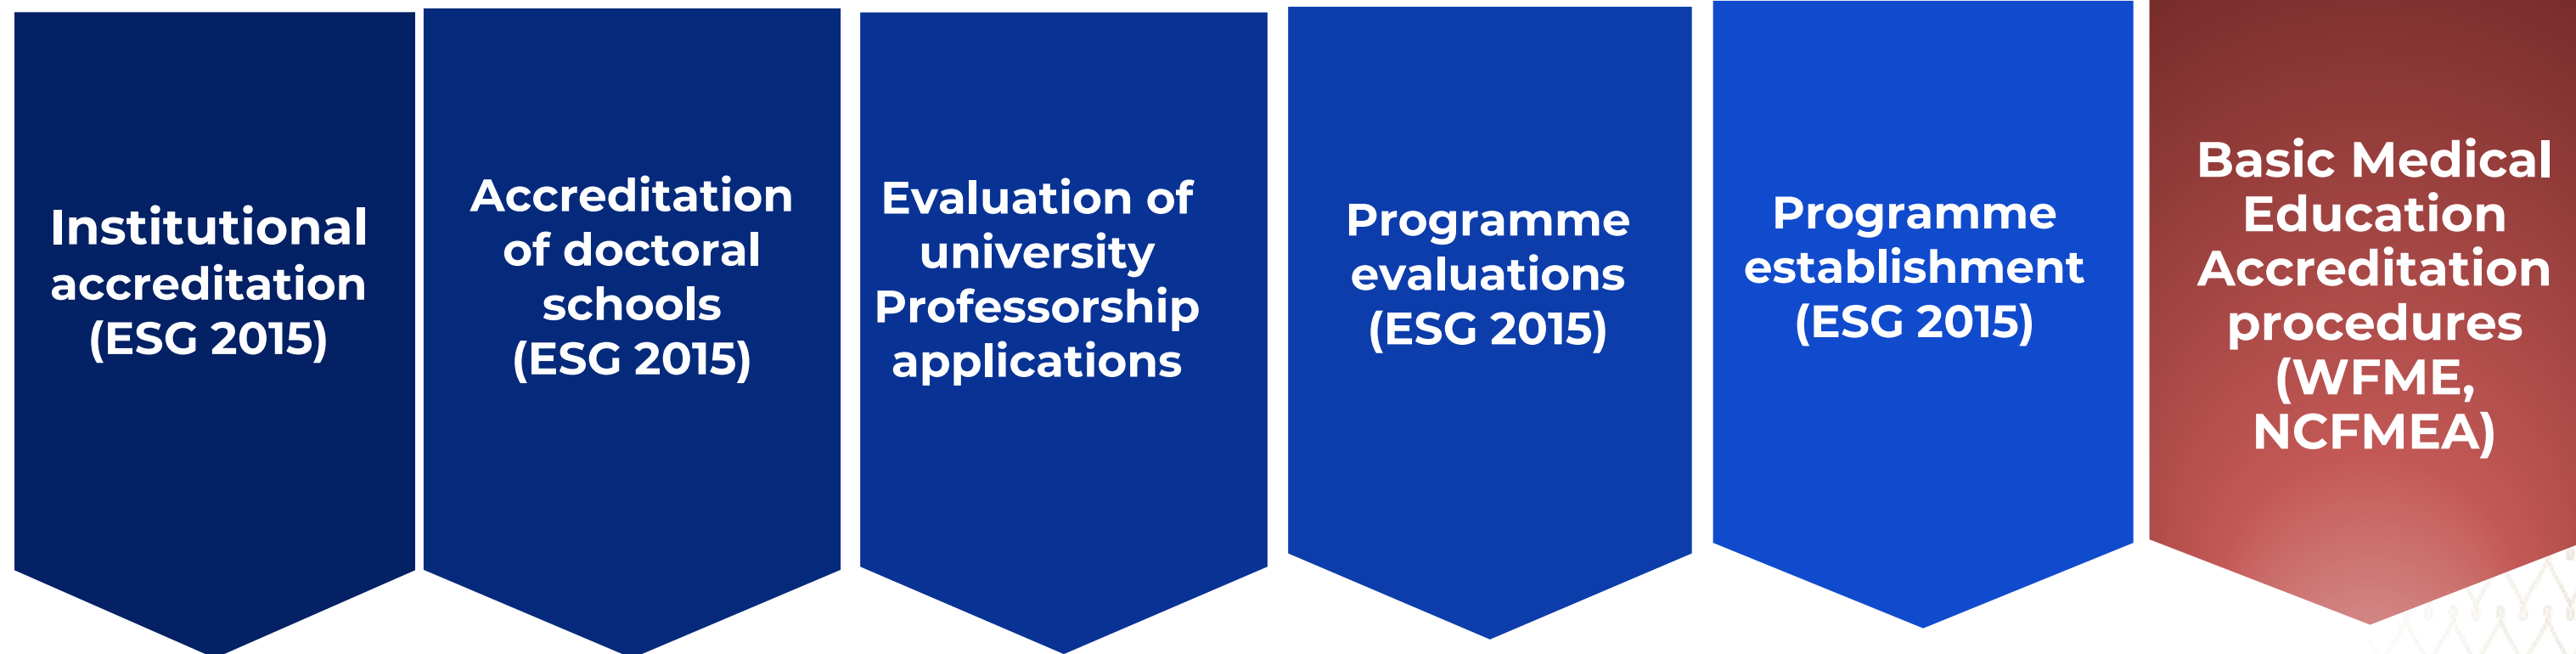 Institutional
accreditation
(ESG 2015)
Accreditation
of doctoral
schools
(ESG 2015)
Evaluation of
university
Professorship
applications
Programme
evaluations
(ESG 2015)
Programme
establishment
(ESG 2015)
Basic Medical
Education
Accreditation
procedures
(WFME,
NCFMEA)